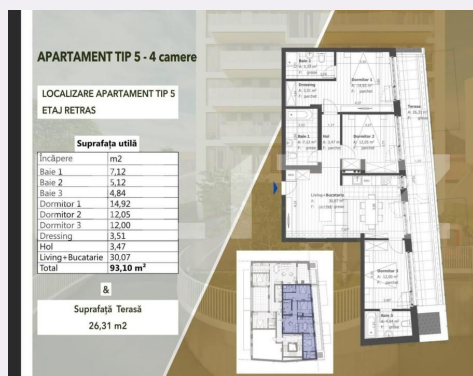 APARTAMENT TIP 5 - 4 camere
LOCALIZARE APARTAMENT TIP 5
ETAJ RETRAS
Suprafața utilă
Încăpere m2
Baie 1 7,12
Baie 2 5,12
Baie 3 4,84
Dormitor 1 14,92
Dormitor 2 12,05
Dormitor 3 12,00
Dressing 3,51
Hol 3,47
Living+Bucatarie 30,07
Total 93,10 m²
&
Suprafață Terasă
26,31 m2
Baie 2
Dormitor 1
Dressing
Terasa
Baie 1
Hol
Dormitor 2
Living+Bucatarie
Dormitor 3
Baie 3